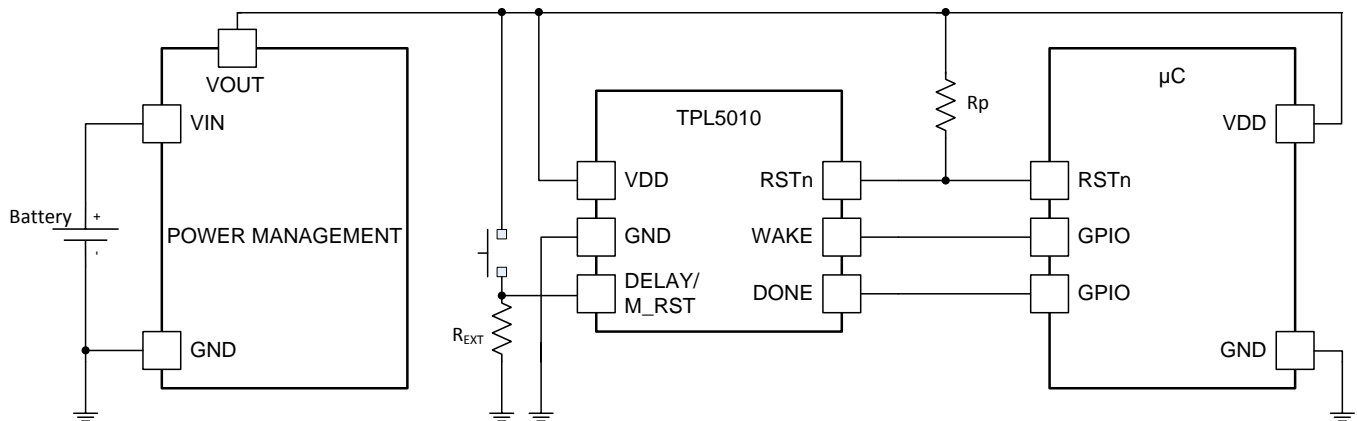 VOUT
VIN
Battery
+
-
POWER MANAGEMENT
GND
R_EXT
TPL5010
VDD
GND
DELAY/
M_RST
RSTn
WAKE
DONE
Rp
µC
VDD
RSTn
GPIO
GPIO
GND